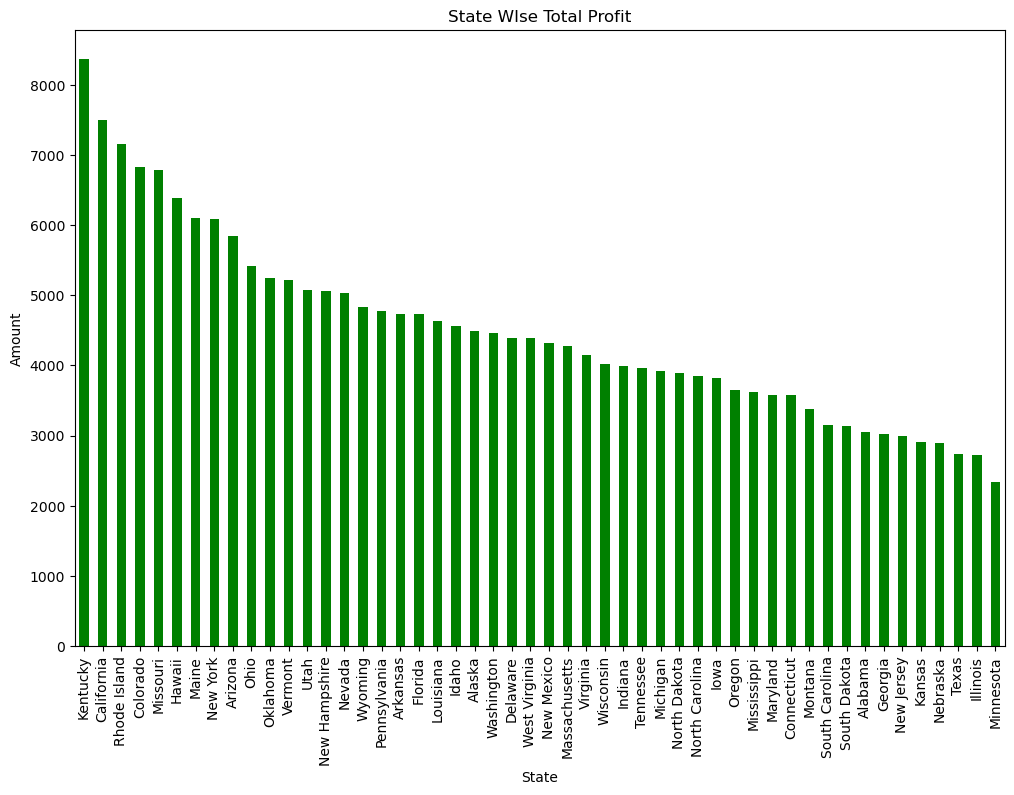 State WIse Total Profit
Amount
8000
7000
6000
5000
4000
3000
2000
1000
0
Kentucky
California
Rhode Island
Colorado
Missouri
Hawaii
Maine
New York
Arizona
Ohio
Oklahoma
Vermont
Utah
New Hampshire
Nevada
Wyoming
Pennsylvania
Arkansas
Florida
Louisiana
Idaho
Alaska
Washington
Delaware
West Virginia
New Mexico
Massachusetts
Virginia
Wisconsin
Indiana
Tennessee
Michigan
North Dakota
North Carolina
Iowa
Oregon
Mississippi
Maryland
Connecticut
Montana
South Carolina
South Dakota
Alabama
Georgia
New Jersey
Kansas
Nebraska
Texas
Illinois
Minnesota
State